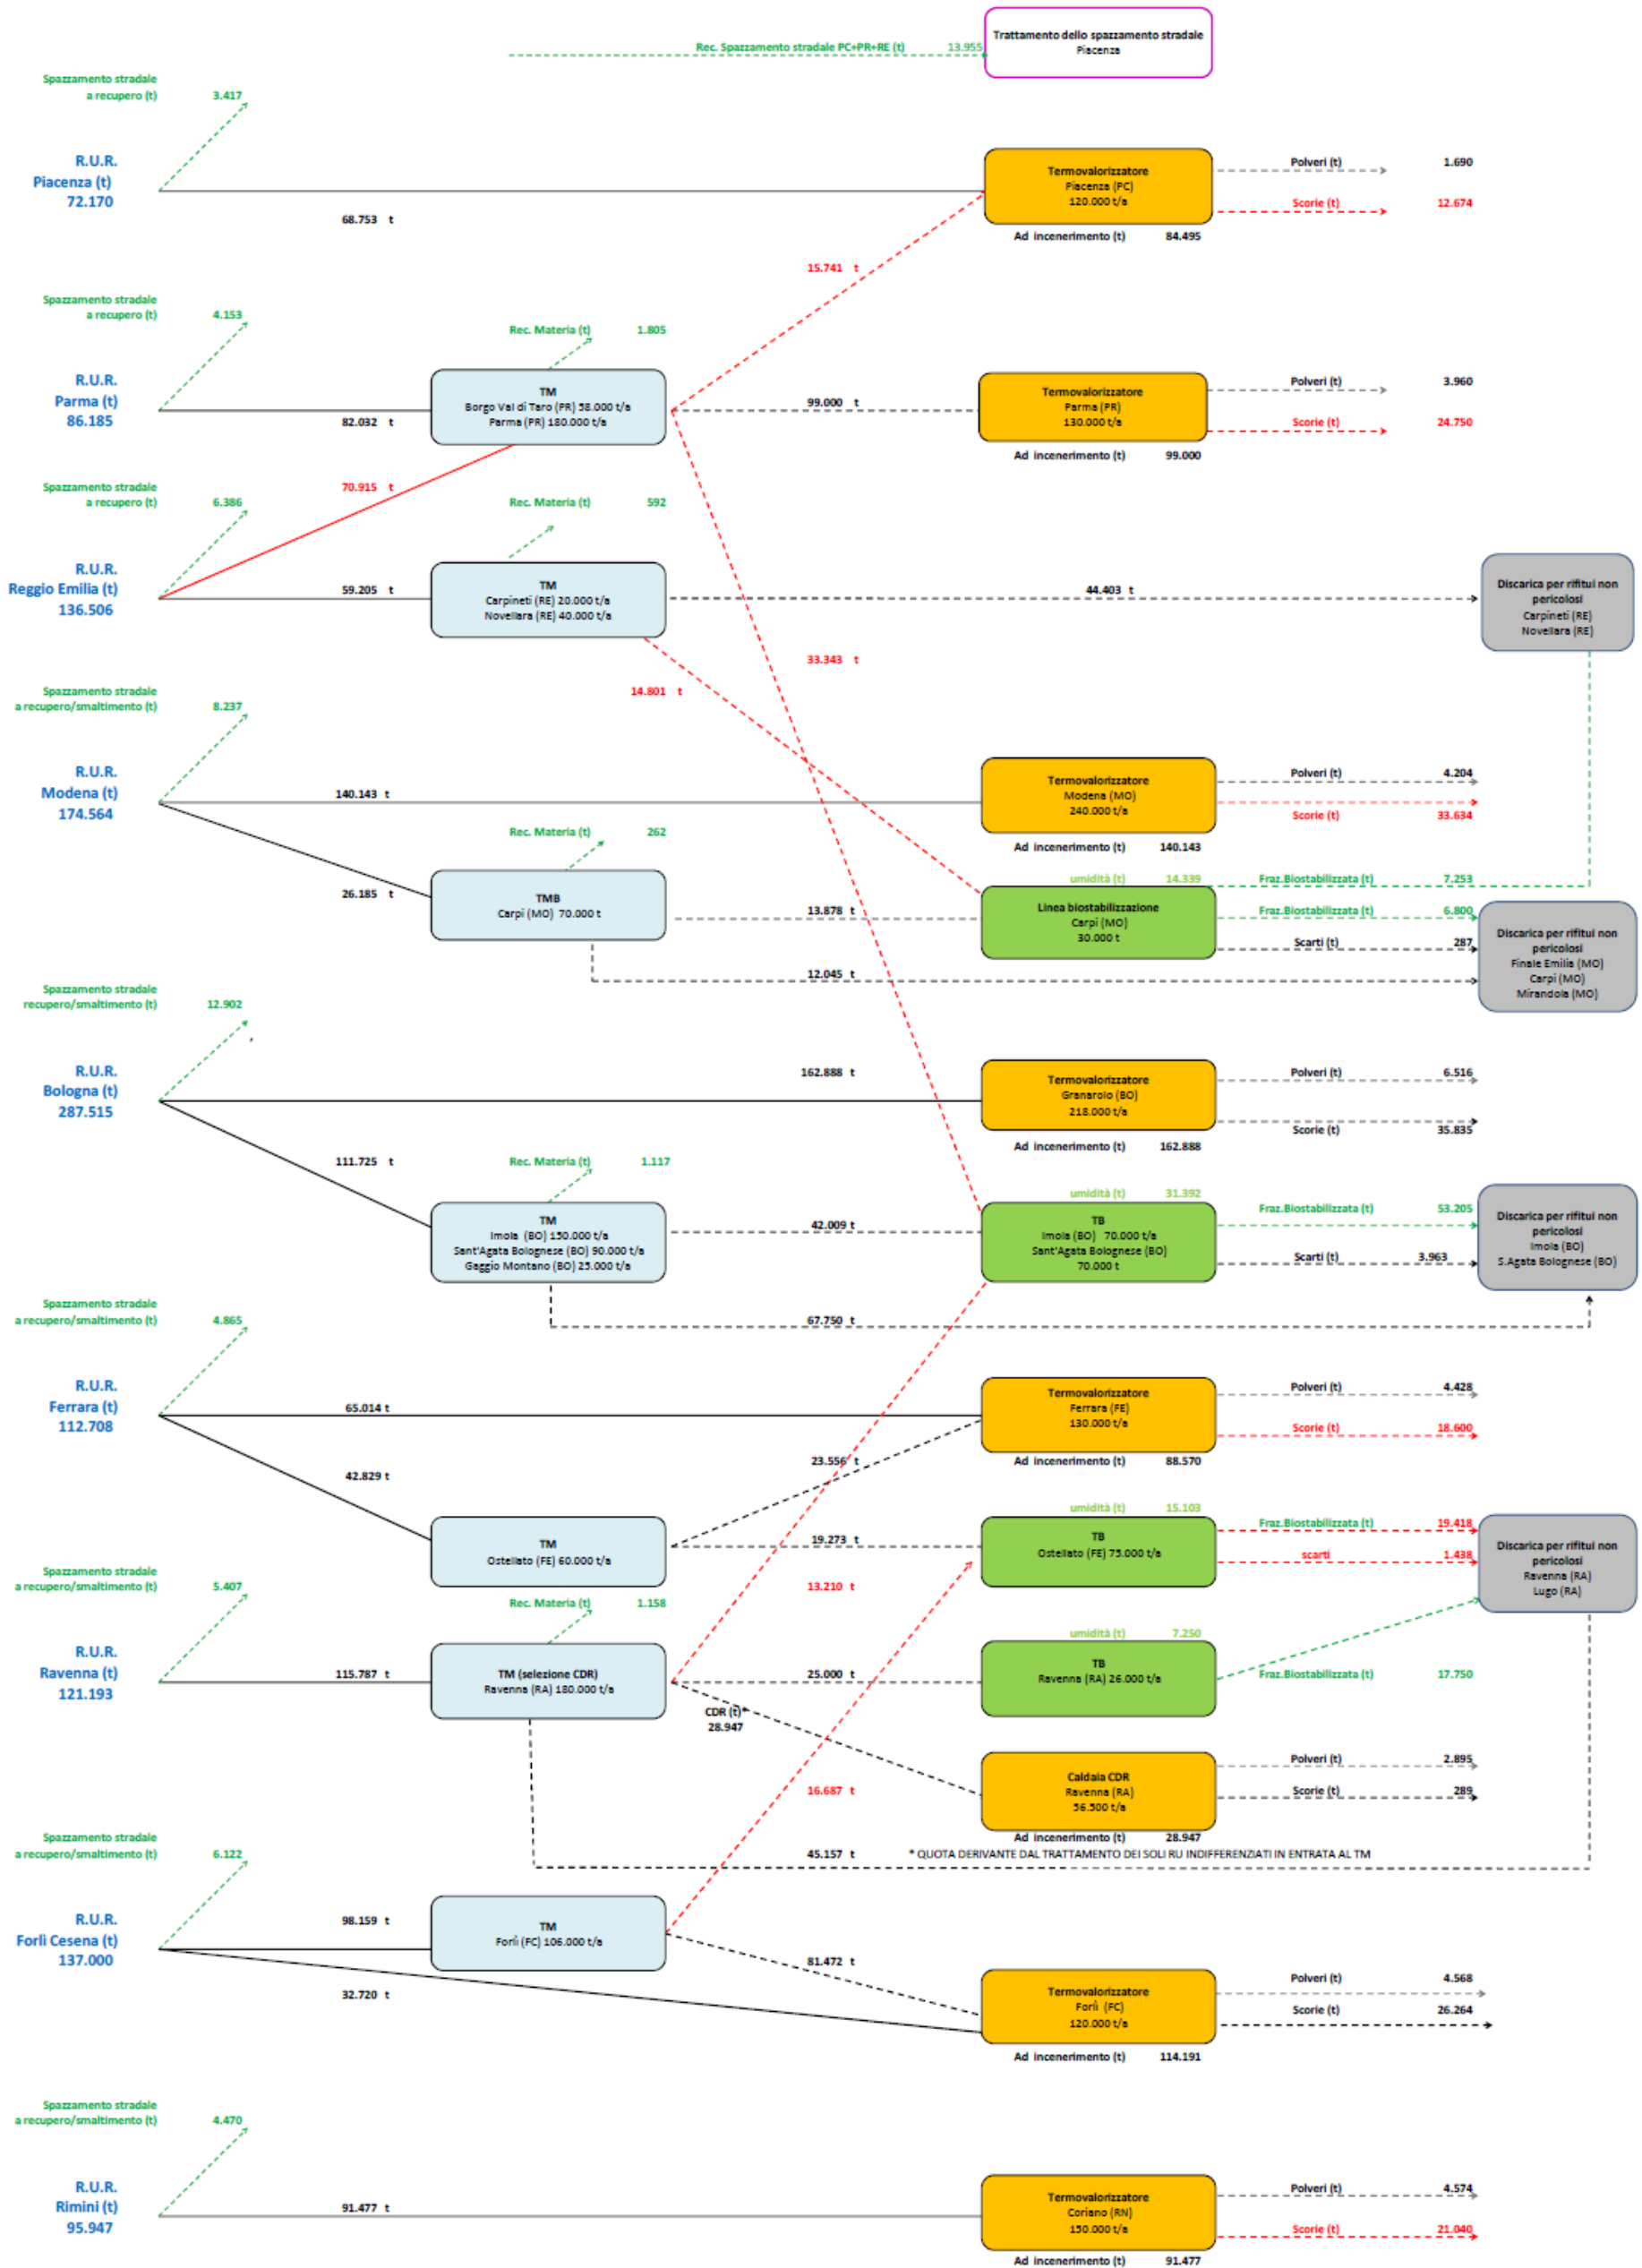 Trattamento dello spazzamento stradale
Piacenza
Rec. Spazzamento stradale PC+PR+RE (t) 13.955
Spazzamento stradale
a recupero (t) 3.417
R.U.R.
Piacenza (t)
72.170
68.753 t
Termovalorizzatore
Piacenza (PC)
120.000 t/a
Ad incenerimento (t) 84.495
Polveri (t) 1.690
Scorie (t) 12.674
15.741 t
Spazzamento stradale
a recupero (t) 4.153
R.U.R.
Parma (t)
86.185
82.032 t
Rec. Materia (t) 1.805
TM
Borgo Val di Taro (PR) 58.000 t/a
Parma (PR) 180.000 t/a
99.000 t
Termovalorizzatore
Parma (PR)
130.000 t/a
Ad incenerimento (t) 99.000
Polveri (t) 3.960
Scorie (t) 24.750
Spazzamento stradale
a recupero (t) 6.386
70.915 t
R.U.R.
Reggio Emilia (t)
136.506
59.205 t
Rec. Materia (t) 592
TM
Carpineti (RE) 20.000 t/a
Novellara (RE) 40.000 t/a
44.403 t
Discarica per rifitui non
pericolosi
Carpineti (RE)
Novellara (RE)
33.343 t
14.801 t
Spazzamento stradale
a recupero/smaltimento (t) 8.237
R.U.R.
Modena (t)
174.564
140.143 t
Termovalorizzatore
Modena (MO)
240.000 t/a
Ad incenerimento (t) 140.143
Polveri (t) 4.204
Scorie (t) 33.634
26.185 t
Rec. Materia (t) 262
TMB
Carpi (MO) 70.000 t
13.878 t
12.045 t
umidità (t) 14.339
Linea biostabilizzazione
Carpi (MO)
30.000 t
Fraz.Biostabilizzata (t) 7.253
Fraz.Biostabilizzata (t) 6.800
Scarti (t) 287
Discarica per rifitui non
pericolosi
Finale Emilia (MO)
Carpi (MO)
Mirandola (MO)
Spazzamento stradale
recupero/smaltimento (t) 12.902
,
R.U.R.
Bologna (t)
287.515
162.888 t
Termovalorizzatore
Granarolo (BO)
218.000 t/a
Ad incenerimento (t) 162.888
Polveri (t) 6.516
Scorie (t) 35.835
111.725 t
Rec. Materia (t) 1.117
TM
Imola (BO) 150.000 t/a
Sant'Agata Bolognese (BO) 90.000 t/a
Gaggio Montano (BO) 25.000 t/a
42.009 t
67.750 t
umidità (t) 31.392
TB
Imola (BO) 70.000 t/a
Sant'Agata Bolognese (BO)
70.000 t
Fraz.Biostabilizzata (t) 53.205
Scarti (t) 3.963
Discarica per rifitui non
pericolosi
Imola (BO)
S.Agata Bolognese (BO)
Spazzamento stradale
a recupero/smaltimento (t) 4.865
R.U.R.
Ferrara (t)
112.708
65.014 t
Termovalorizzatore
Ferrara (FE)
130.000 t/a
Ad incenerimento (t) 88.570
Polveri (t) 4.428
Scorie (t) 18.600
42.829 t
23.556 t
TM
Ostellato (FE) 60.000 t/a
19.273 t
umidità (t) 15.103
TB
Ostellato (FE) 75.000 t/a
Fraz.Biostabilizzata (t) 19.418
scarti 1.438
Discarica per rifitui non
pericolosi
Ravenna (RA)
Lugo (RA)
Spazzamento stradale
a recupero/smaltimento (t) 5.407
13.210 t
R.U.R.
Ravenna (t)
121.193
115.787 t
Rec. Materia (t) 1.158
TM (selezione CDR)
Ravenna (RA) 180.000 t/a
25.000 t
CDR (t)*
28.947
umidità (t) 7.250
TB
Ravenna (RA) 26.000 t/a
Fraz.Biostabilizzata (t) 17.750
16.687 t
Caldaia CDR
Ravenna (RA)
56.500 t/a
Ad incenerimento (t) 28.947
Polveri (t) 2.895
Scorie (t) 289
45.157 t
* QUOTA DERIVANTE DAL TRATTAMENTO DEI SOLI RU INDIFFERENZIATI IN ENTRATA AL TM
Spazzamento stradale
a recupero/smaltimento (t) 6.122
R.U.R.
Forlì Cesena (t)
137.000
98.159 t
TM
Forlì (FC) 106.000 t/a
81.472 t
32.720 t
Termovalorizzatore
Forlì (FC)
120.000 t/a
Ad incenerimento (t) 114.191
Polveri (t) 4.568
Scorie (t) 26.264
Spazzamento stradale
a recupero/smaltimento (t) 4.470
R.U.R.
Rimini (t)
95.947
91.477 t
Termovalorizzatore
Coriano (RN)
150.000 t/a
Ad incenerimento (t) 91.477
Polveri (t) 4.574
Scorie (t) 21.040